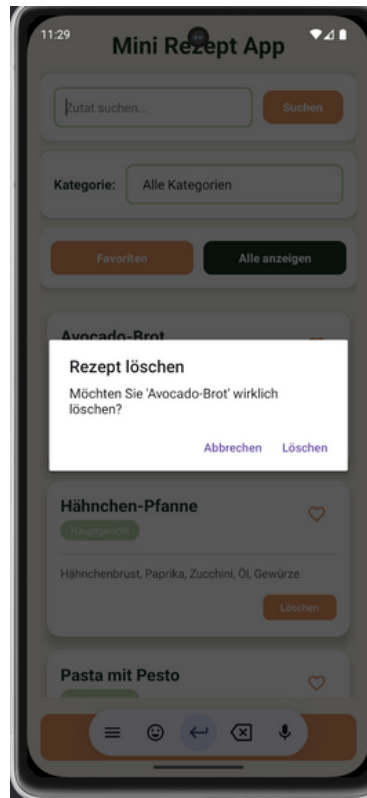 11:29
Mini Rezept App
Zutat suchen...
Suchen
Kategorie:
Alle Kategorien
Favoriten
Alle anzeigen
Avocado-Brot
Rezept löschen
Möchten Sie 'Avocado-Brot' wirklich
löschen?
Abbrechen
Löschen
Hähnchen-Pfanne
Hauptgericht
Hähnchenbrust, Paprika, Zucchini, Öl, Gewürze
Löschen
Pasta mit Pesto